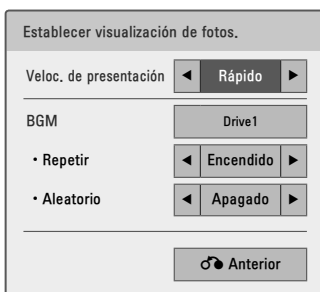 Establecer visualización de fotos.
Veloc. de presentación ◄ Rápido ►
BGM Drive1
• Repetir ◄ Encendido ►
• Aleatorio ◄ Apagado ►
Anterior